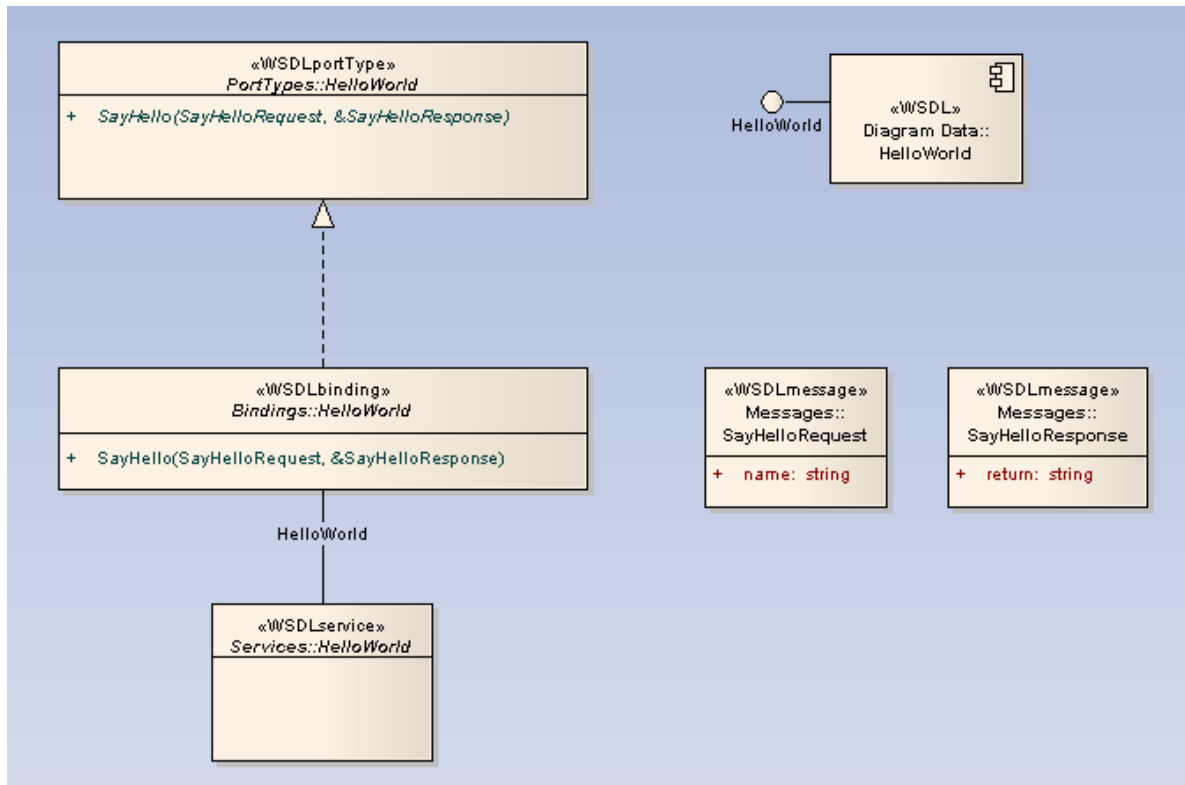 «WSDLportType»
PortTypes::HelloWorld
+ SayHello(SayHelloRequest, &SayHelloResponse)
HelloWorld
«WSDL»
Diagram Data::
HelloWorld
«WSDLbinding»
Bindings::HelloWorld
+ SayHello(SayHelloRequest, &SayHelloResponse)
«WSDLmessage»
Messages::
SayHelloRequest
+ name: string
«WSDLmessage»
Messages::
SayHelloResponse
+ return: string
HelloWorld
«WSDLservice»
Services::HelloWorld